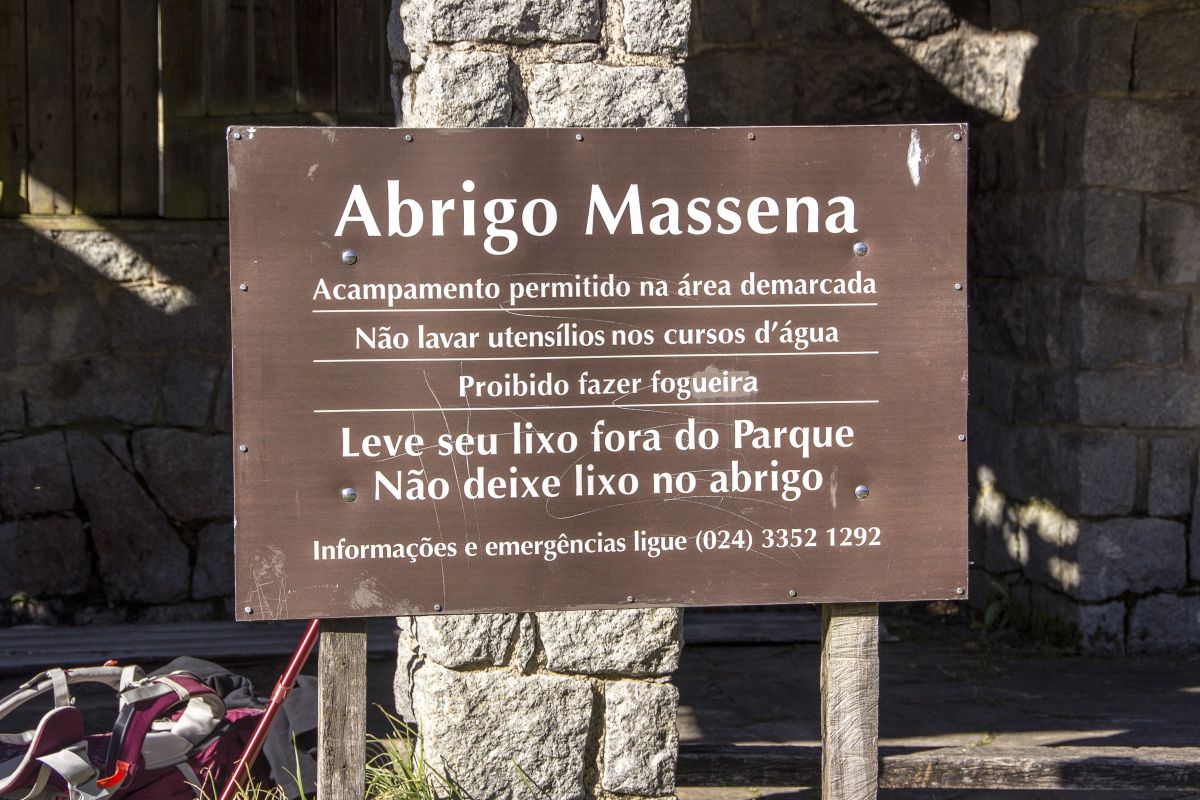 Abrigo Massena
Acampamento permitido na área demarcada
Não lavar utensílios nos cursos d'água
Proibido fazer fogueira
Leve seu lixo fora do Parque
Não deixe lixo no abrigo
Informações e emergências ligue (024) 3352 1292